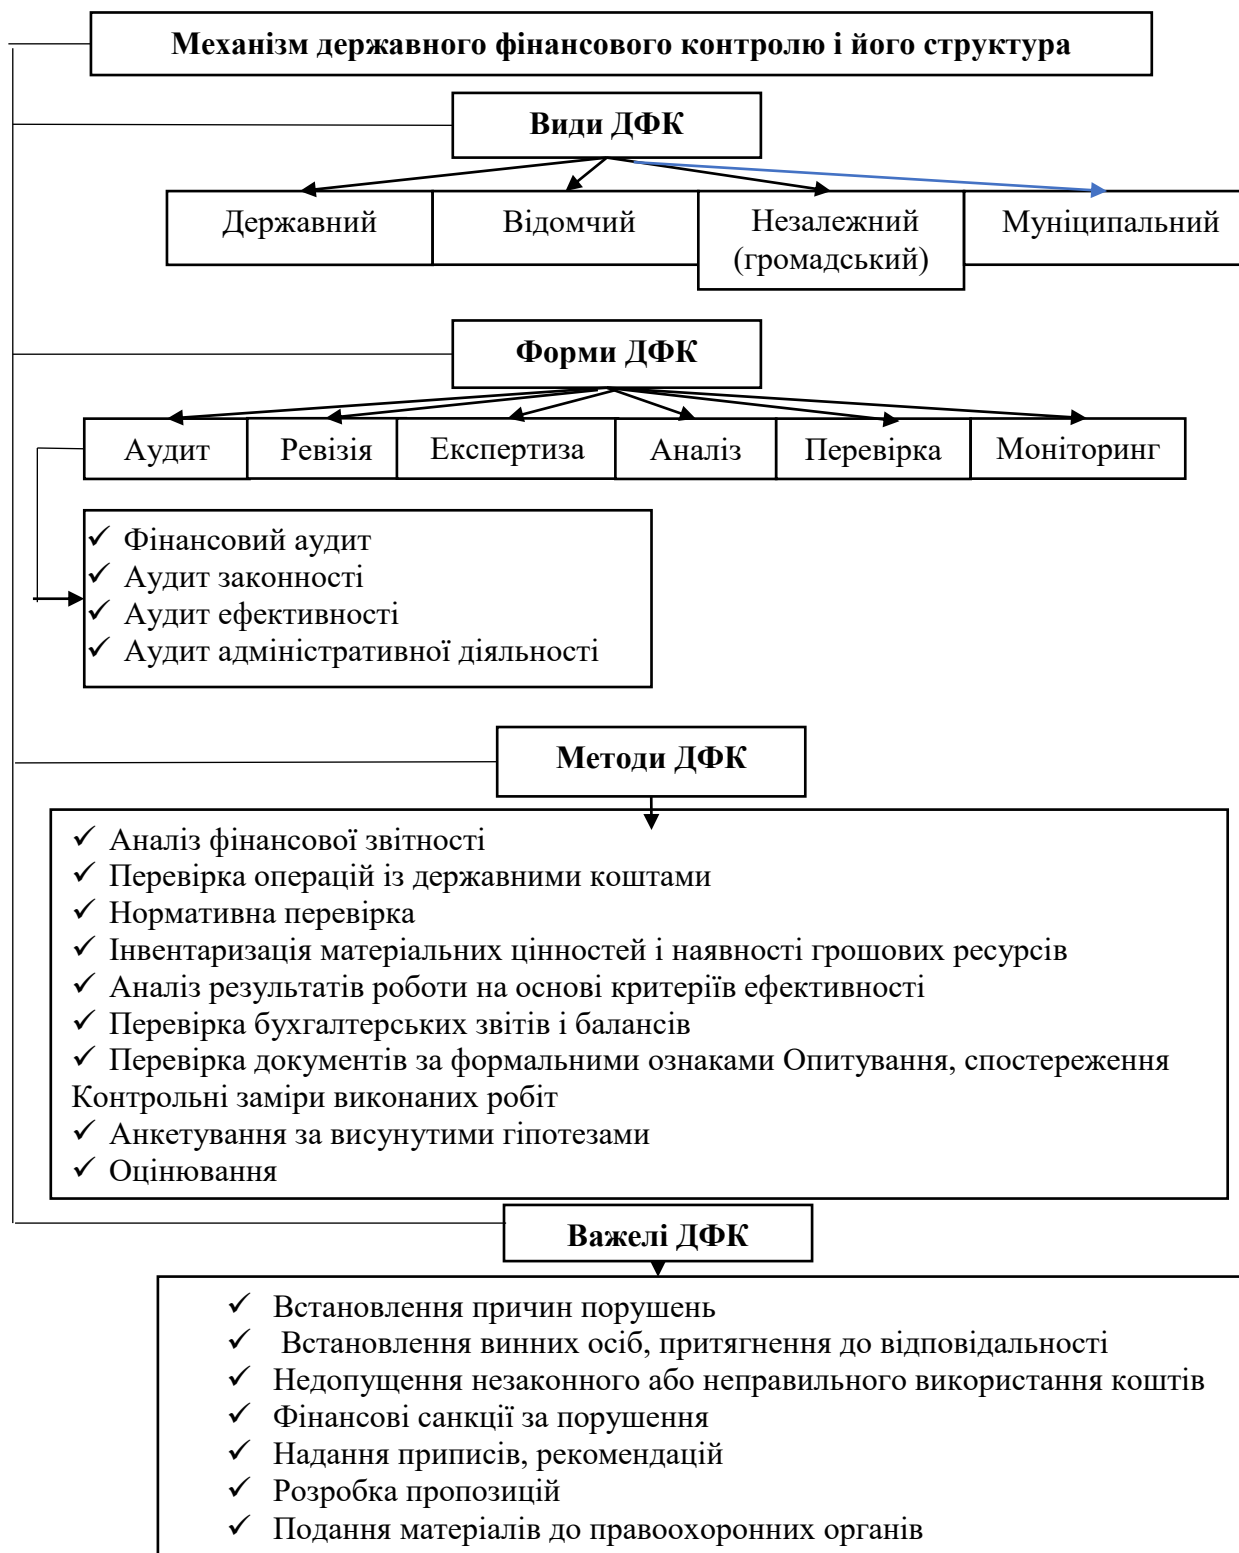 Механізм державного фінансового контролю і його структура
Види ДФК
Державний
Відомчий
Незалежний
(громадський)
Муніципальний
Форми ДФК
Аудит
Ревізія
Експертиза
Аналіз
Перевірка
Моніторинг
✓ Фінансовий аудит
✓ Аудит законності
✓ Аудит ефективності
✓ Аудит адміністративної діяльності
Методи ДФК
✓ Аналіз фінансової звітності
✓ Перевірка операцій із державними коштами
✓ Нормативна перевірка
✓ Інвентаризація матеріальних цінностей і наявності грошових ресурсів
✓ Аналіз результатів роботи на основі критеріїв ефективності
✓ Перевірка бухгалтерських звітів і балансів
✓ Перевірка документів за формальними ознаками Опитування, спостереження
Контрольні заміри виконаних робіт
✓ Анкетування за висунутими гіпотезами
✓ Оцінювання
Важелі ДФК
✓ Встановлення причин порушень
✓ Встановлення винних осіб, притягнення до відповідальності
✓ Недопущення незаконного або неправильного використання коштів
✓ Фінансові санкції за порушення
✓ Надання приписів, рекомендацій
✓ Розробка пропозицій
✓ Подання матеріалів до правоохоронних органів